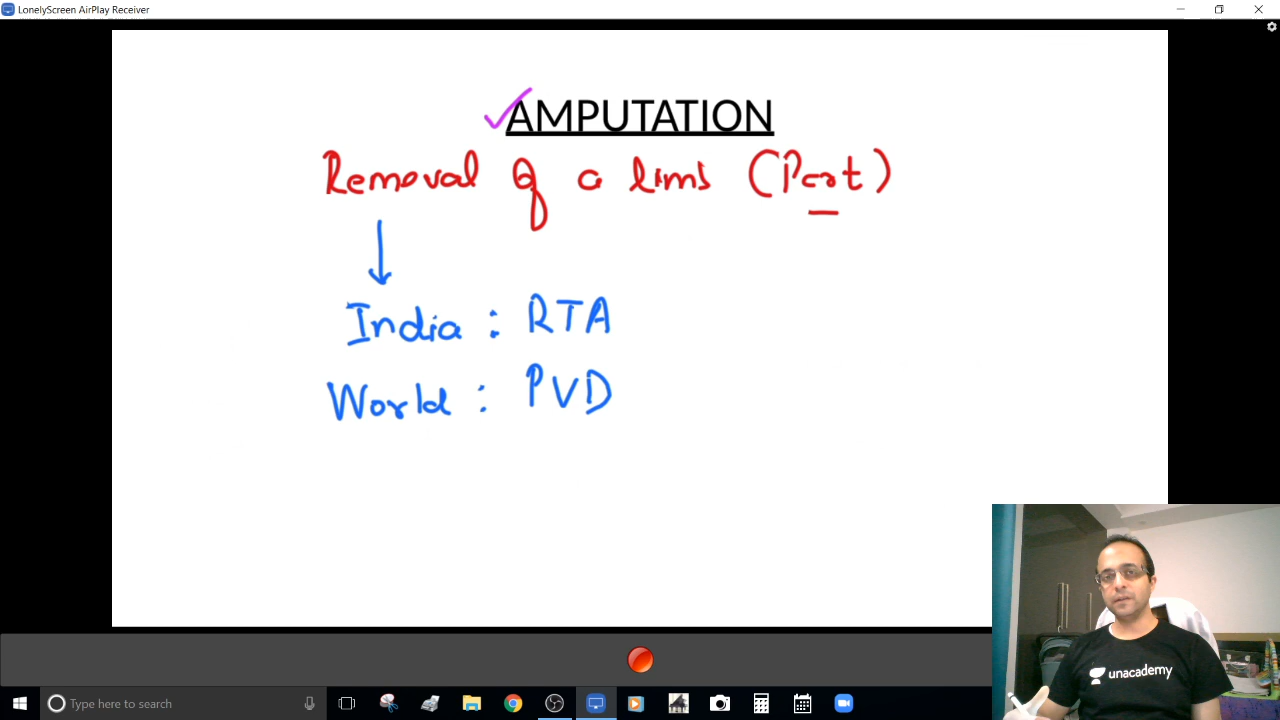 LonelyScreen AirPlay Receiver
AMPUTATION
Removal of a limb (Part)
India : RTA
World : PVD
unacademy
Type here to search